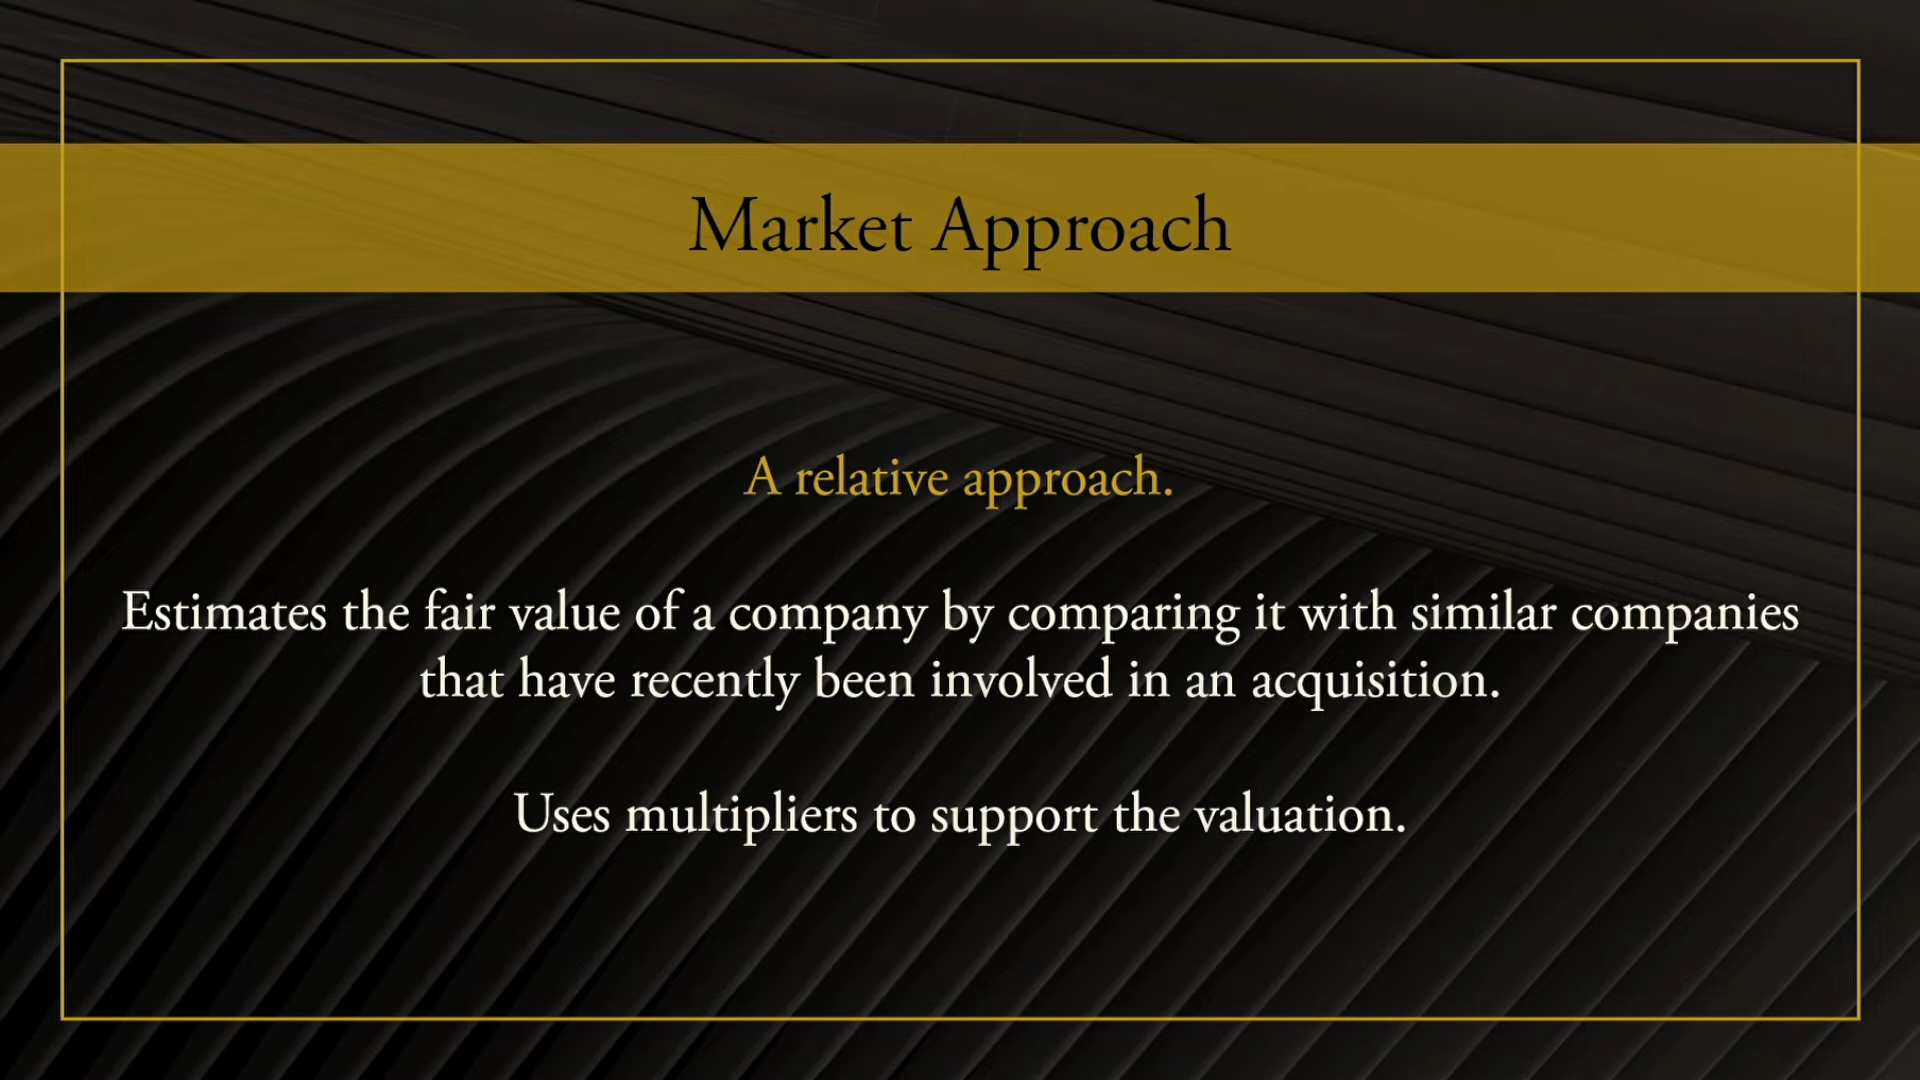 Market Approach
A relative approach.
Estimates the fair value of a company by comparing it with similar companies
that have recently been involved in an acquisition.
Uses multipliers to support the valuation.